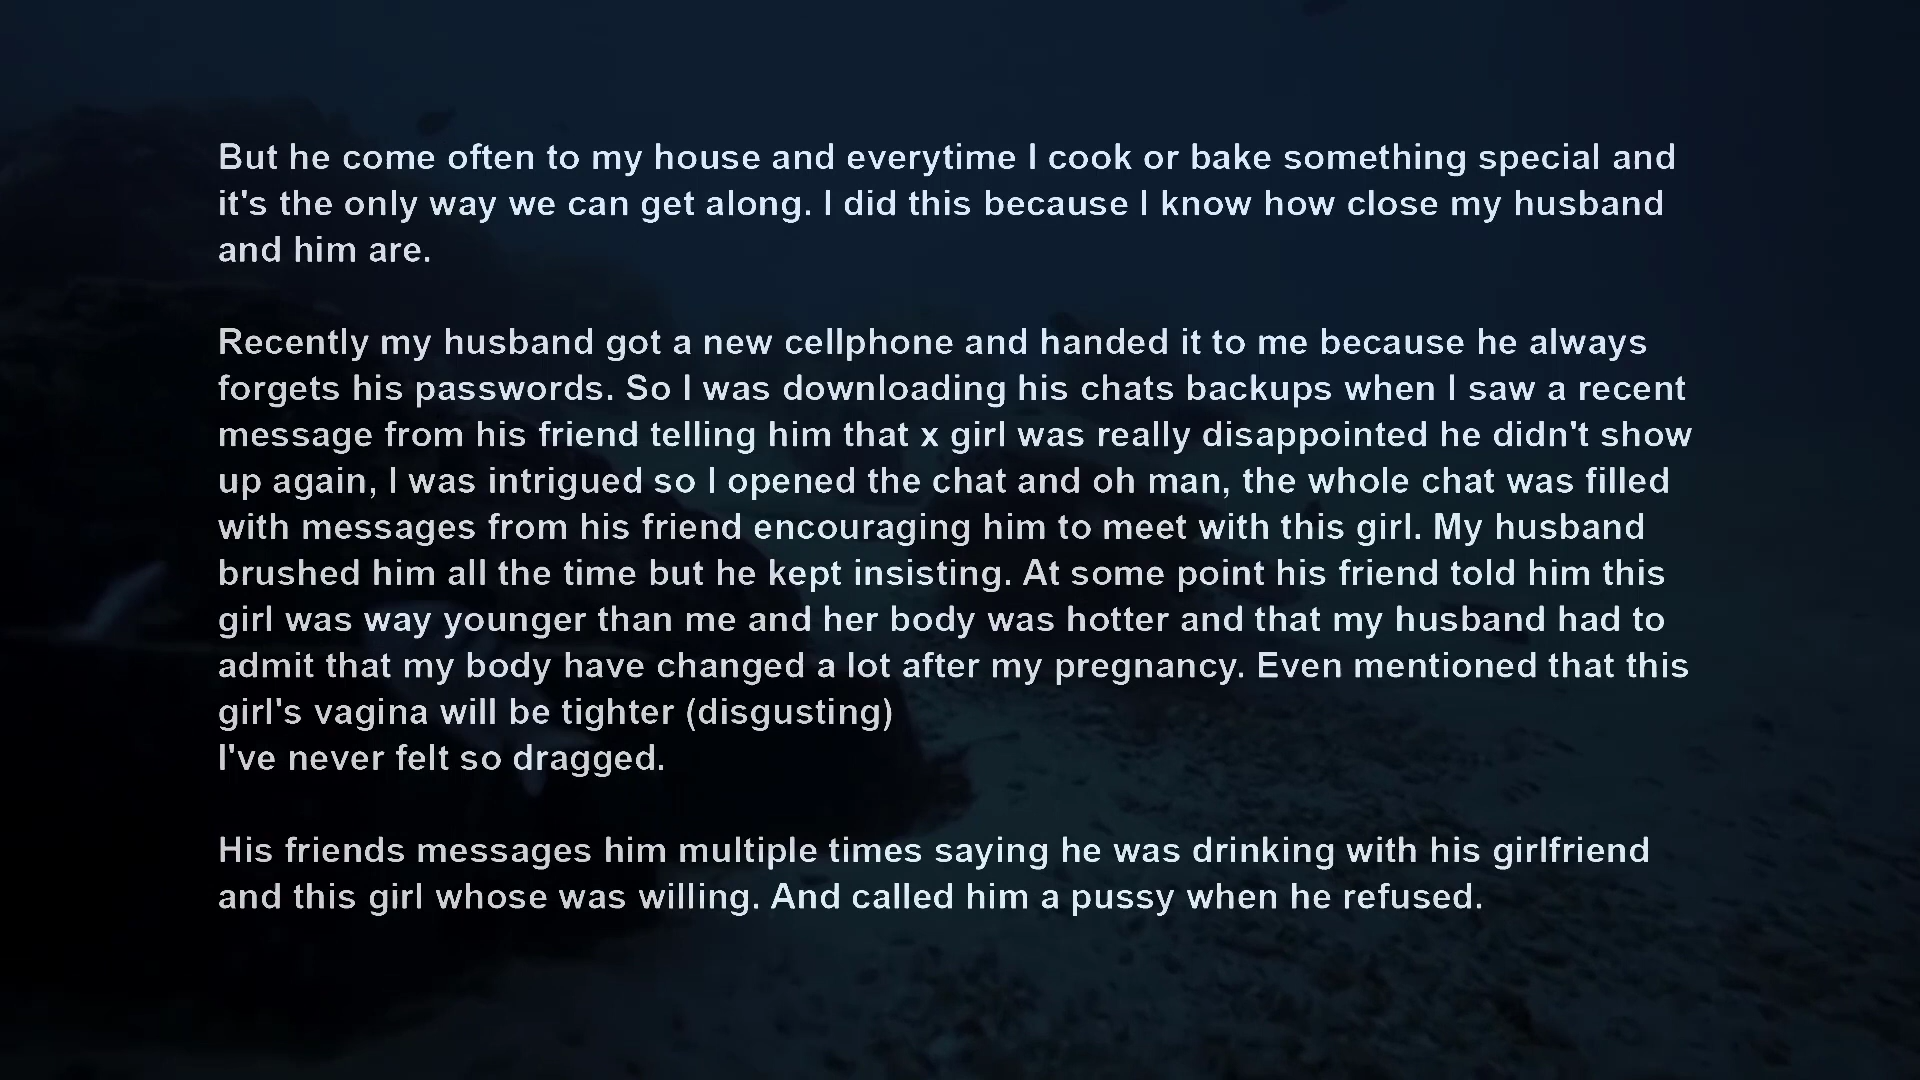 But he come often to my house and everytime I cook or bake something special and
it's the only way we can get along. I did this because I know how close my husband
and him are.
Recently my husband got a new cellphone and handed it to me because he always
forgets his passwords. So I was downloading his chats backups when I saw a recent
message from his friend telling him that x girl was really disappointed he didn't show
up again, I was intrigued so I opened the chat and oh man, the whole chat was filled
with messages from his friend encouraging him to meet with this girl. My husband
brushed him all the time but he kept insisting. At some point his friend told him this
girl was way younger than me and her body was hotter and that my husband had to
admit that my body have changed a lot after my pregnancy. Even mentioned that this
girl's vagina will be tighter (disgusting)
I've never felt so dragged.
His friends messages him multiple times saying he was drinking with his girlfriend
and this girl whose was willing. And called him a pussy when he refused.